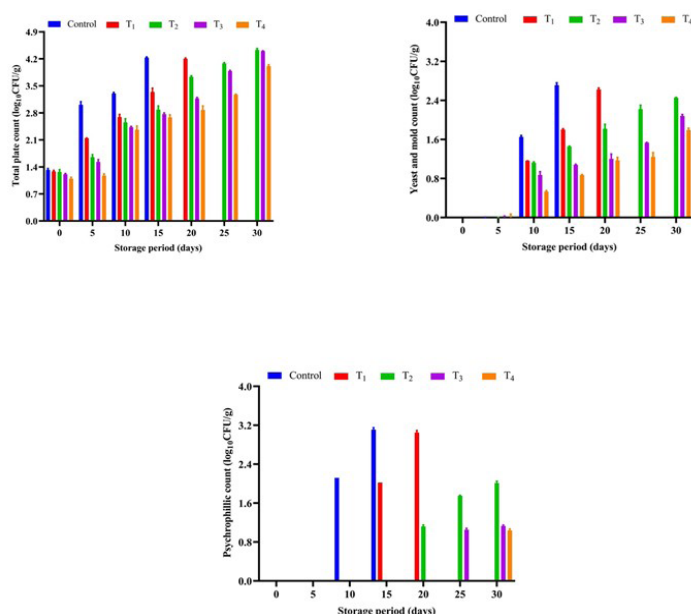 Control T₁ T₂ T₃ T₄
Total plate count (log₁₀CFU/g)
4.9
4.2
3.5
2.8
2.1
1.4
0.7
0.0
0 5 10 15 20 25 30
Storage period (days)
Control T₁ T₂ T₃ T₄
Yeast and mold count (log₁₀CFU/g)
4.0
3.2
2.4
1.6
0.8
0.0
0 5 10 15 20 25 30
Storage period (days)
Control T₁ T₂ T₃ T₄
Psychrophillic count (log₁₀CFU/g)
4.0
3.2
2.4
1.6
0.8
0.0
0 5 10 15 20 25 30
Storage period (days)